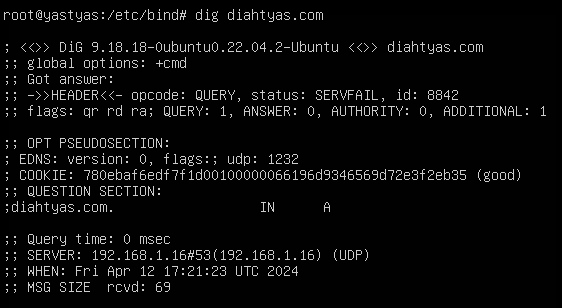 root@yastyas:/etc/bind# dig diahtyas.com
; <<>> DiG 9.18.18-0ubuntu0.22.04.2-Ubuntu <<>> diahtyas.com
;; global options: +cmd
;; Got answer:
;; ->>HEADER<<- opcode: QUERY, status: SERVFAIL, id: 8842
;; flags: qr rd ra; QUERY: 1, ANSWER: 0, AUTHORITY: 0, ADDITIONAL: 1
;; OPT PSEUDOSECTION:
; EDNS: version: 0, flags:; udp: 1232
; COOKIE: 780ebaf6edf7f1d00100000066196d9346569d72e3f2eb35 (good)
;; QUESTION SECTION:
;diahtyas.com. IN A
;; Query time: 0 msec
;; SERVER: 192.168.1.16#53(192.168.1.16) (UDP)
;; WHEN: Fri Apr 12 17:21:23 UTC 2024
;; MSG SIZE rcvd: 69